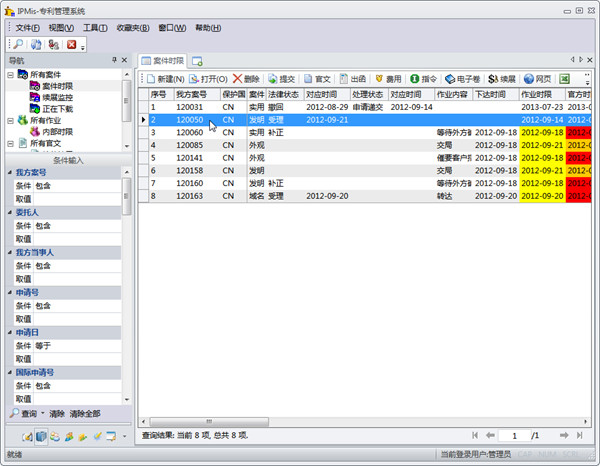 IPMis-专利管理系统
文件(F) 视图(V) 工具(T) 收藏夹(B) 窗口(W) 帮助(H)
导航
所有案件
案件时限
续展监控
正在下载
所有作业
内部时限
所有官文
条件输入
我方案号
条件 包含
取值
委托人
条件 包含
取值
我方当事人
条件 包含
取值
申请号
条件 包含
取值
申请日
条件 等于
取值
国际申请号
条件 包含
取值
查询 清除 清除全部
案件时限
新建(N) 打开(O) 删除 提交 官文 出函 费用 指令 电子卷 续展 网页
序号 我方案号 保护国 案件 法律状态 对应时间 处理状态 对应时间 作业内容 下达时间 作业时限 官方时
1 120031 CN 实用 撤回 2012-08-29 申请递交 2012-09-14 2013-07-23 2013-0
2 120050 CN 发明 受理 2012-09-21 2012-09-14 2012-1
3 120060 CN 实用 补正 等待外方确 2012-09-18 2012-09-18 2012-
4 120085 CN 外观 交局 2012-09-18 2012-09-21 2012-
5 120141 CN 外观 催要客户指 2012-09-18 2012-09-18 2012-
6 120158 CN 发明 交局 2012-09-18 2012-09-21 2012-
7 120160 CN 发明 补正 等待外方确 2012-09-18 2012-09-18 2012-
8 120163 CN 域名 受理 2012-09-20 转达 2012-09-20 2012-09-20 2012-
查询结果: 当前 8 项, 总共 8 项.
1 /1
就绪
当前登录用户:管理员 CAP NUM SCRL